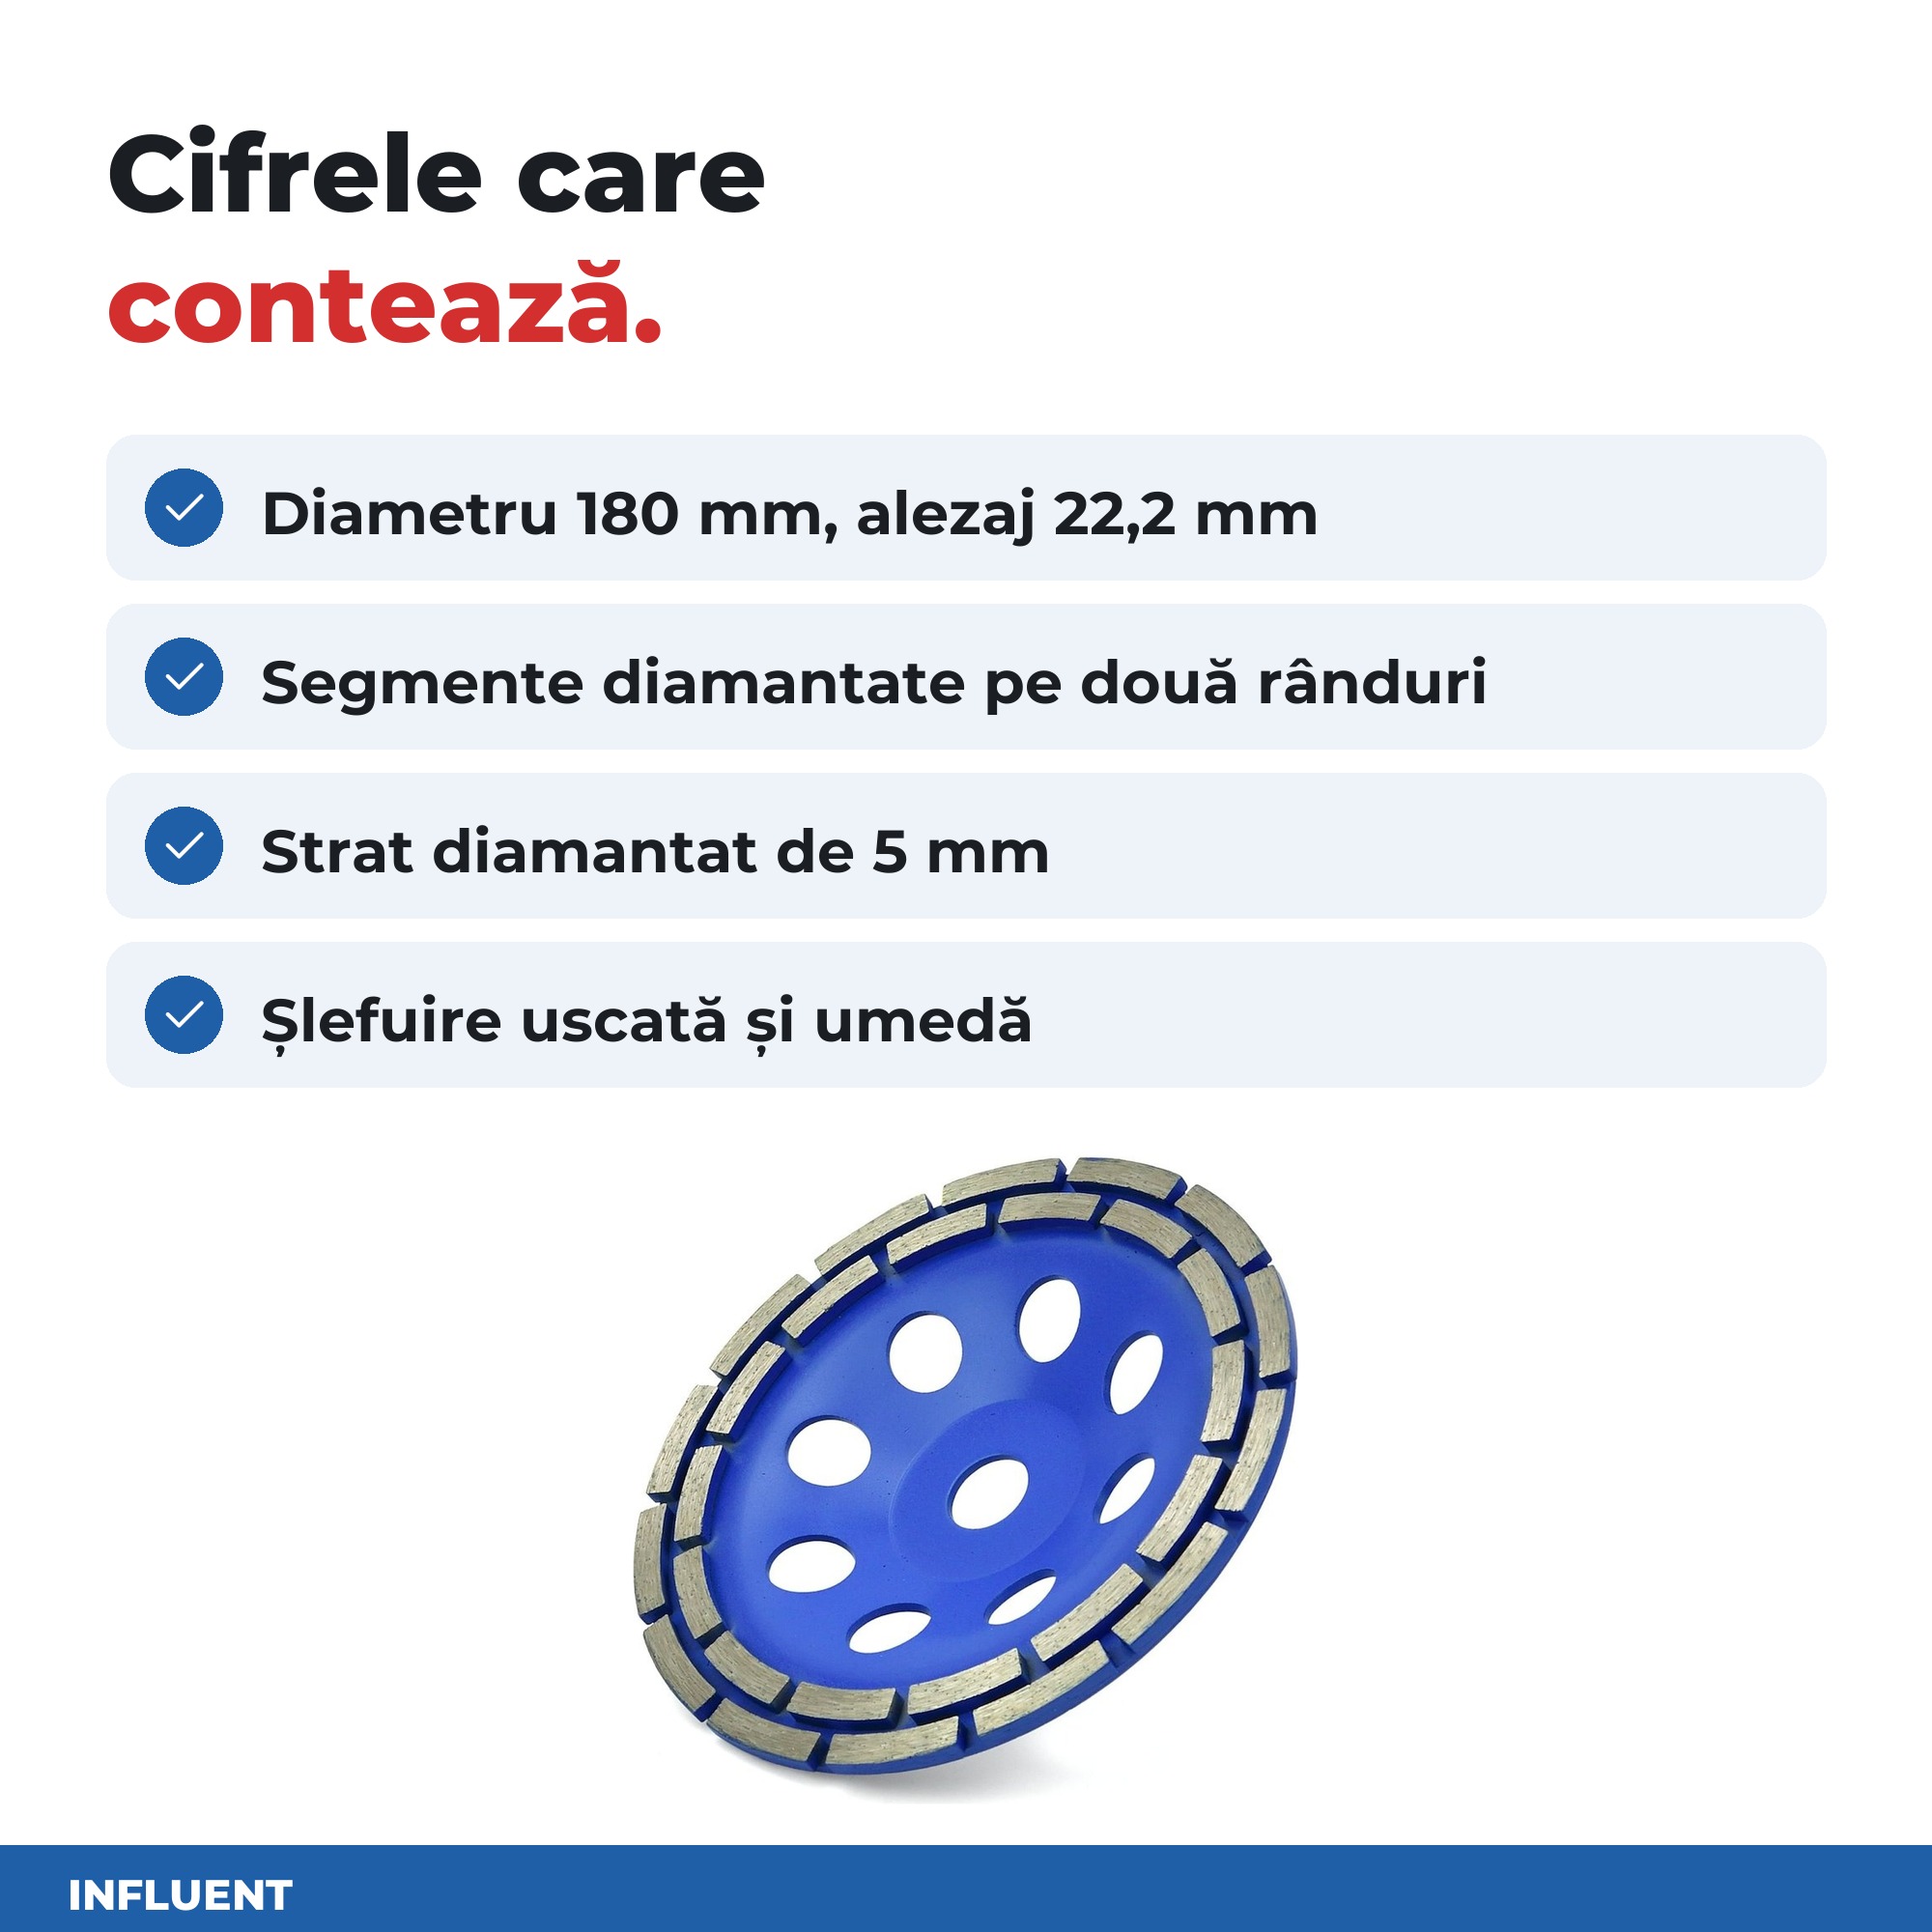 Cifrele care
contează.
Diametru 180 mm, alezaj 22,2 mm
Segmente diamantate pe două rânduri
Strat diamantat de 5 mm
Șlefuire uscată și umedă
INFLUENT